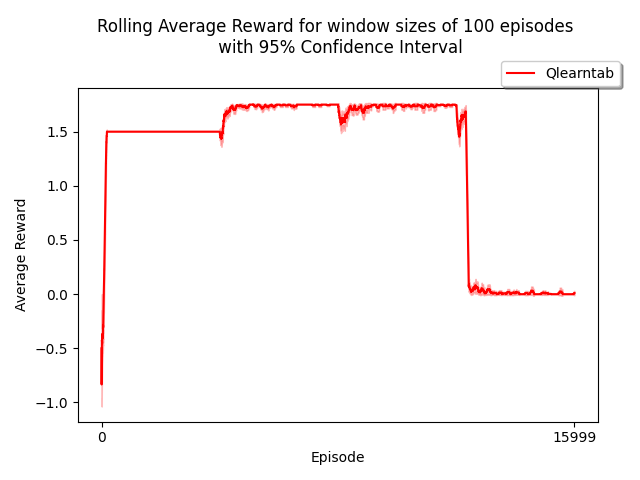 Rolling Average Reward for window sizes of 100 episodes
with 95% Confidence Interval
Qlearntab
Average Reward
1.5
1.0
0.5
0.0
−0.5
−1.0
0
15999
Episode